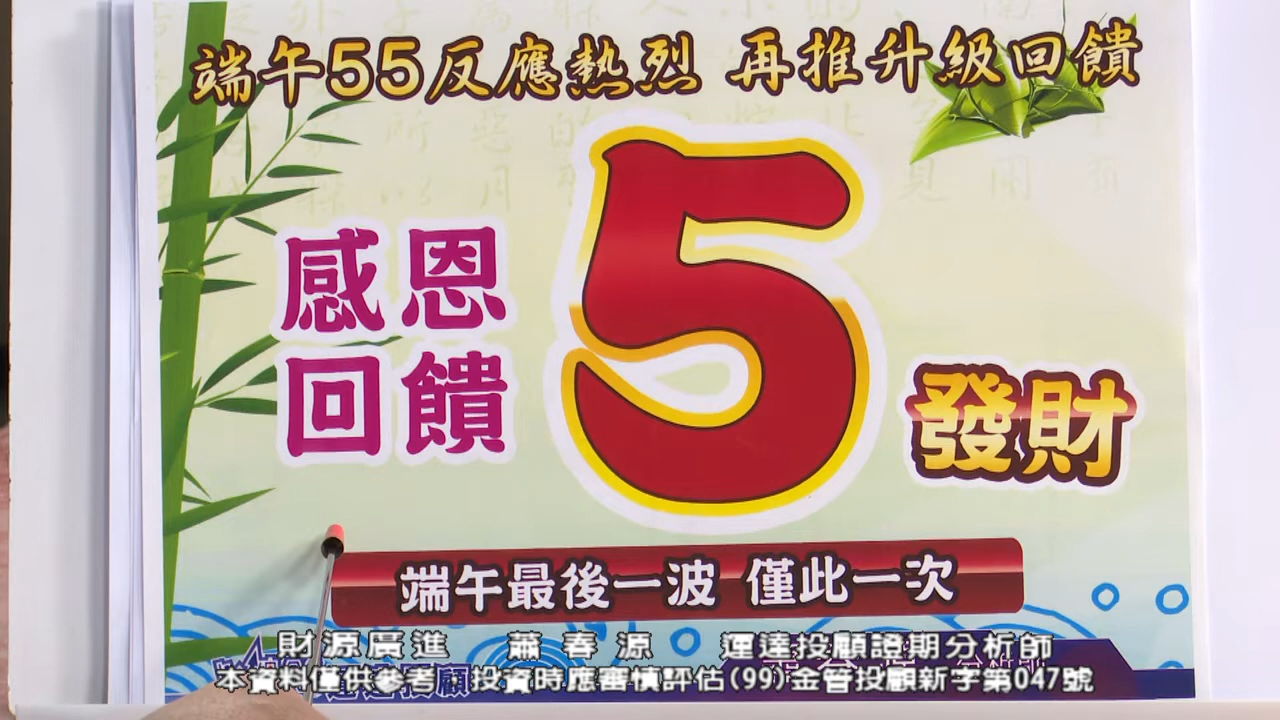 端午55反應熱烈 再推升級回饋
感恩
回饋
5
發財
端午最後一波 僅此一次
財源廣進 蕭春源 運達投顧證期分析師
本資料僅供參考，投資時應審慎評估(99)金管投顧新字第047號